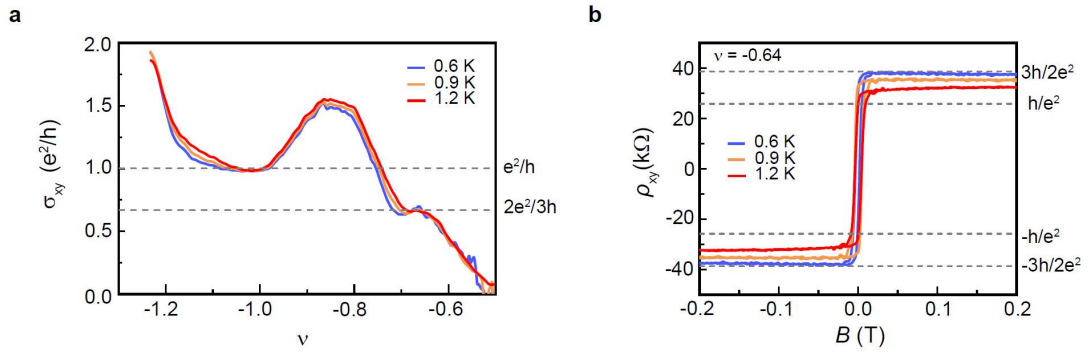 a
σxy (e²/h)
2.0
1.5
1.0
0.5
0.0
0.6 K
0.9 K
1.2 K
e²/h
2e²/3h
-1.2
-1.0
-0.8
-0.6
ν
b
ρxy(kΩ)
ν = -0.64
40
20
0
-20
-40
0.6 K
0.9 K
1.2 K
3h/2e²
h/e²
-h/e²
-3h/2e²
-0.2
-0.1
0.0
0.1
0.2
B (T)